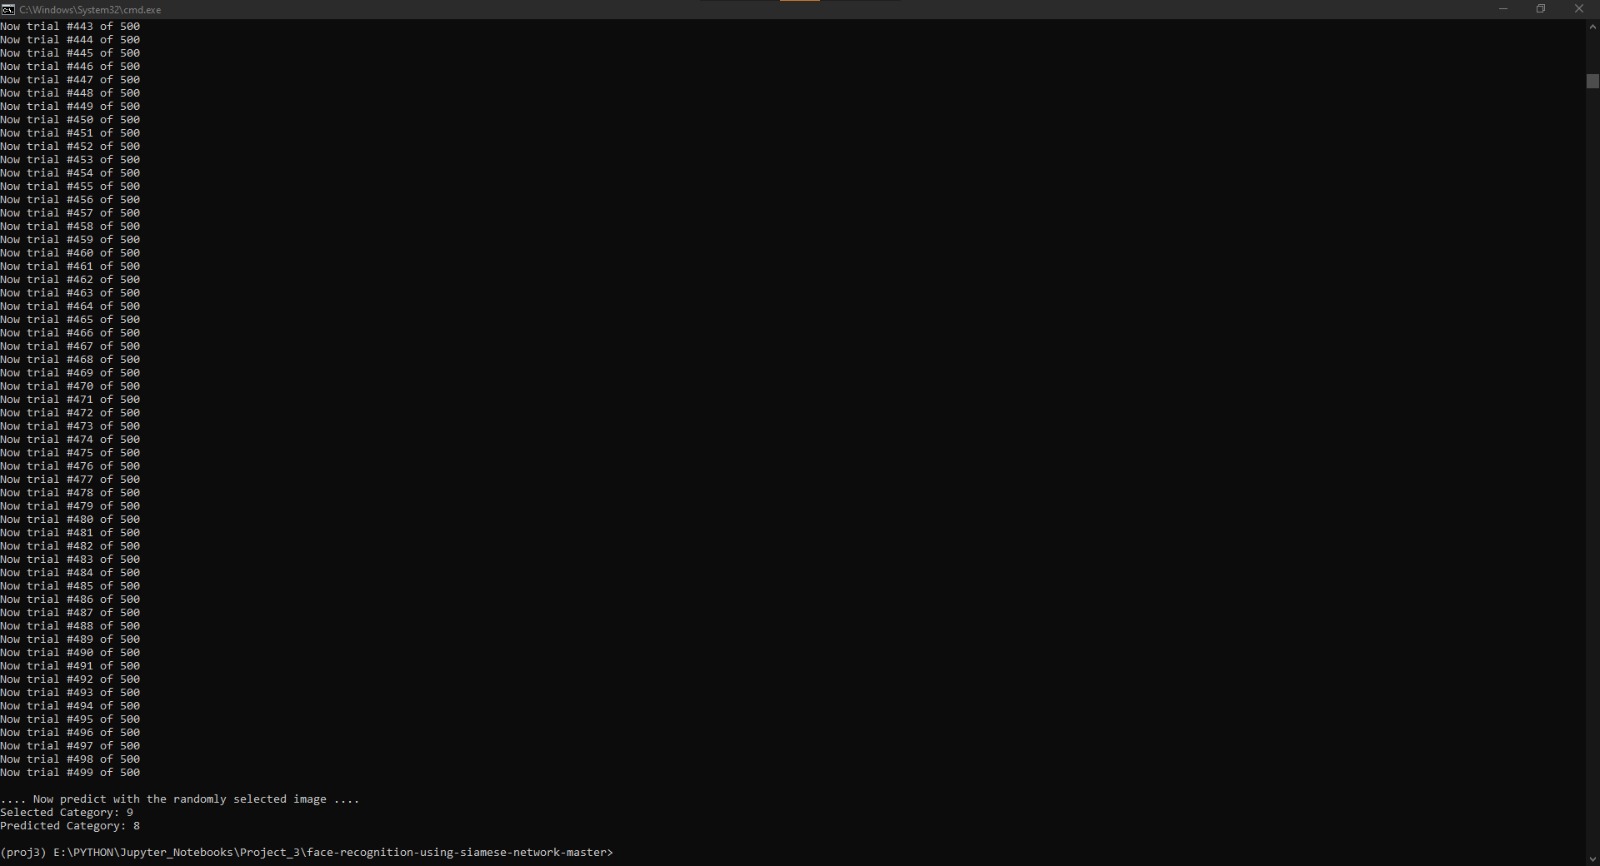 C:\Windows\System32\cmd.exe
Now trial #443 of 500
Now trial #444 of 500
Now trial #445 of 500
Now trial #446 of 500
Now trial #447 of 500
Now trial #448 of 500
Now trial #449 of 500
Now trial #450 of 500
Now trial #451 of 500
Now trial #452 of 500
Now trial #453 of 500
Now trial #454 of 500
Now trial #455 of 500
Now trial #456 of 500
Now trial #457 of 500
Now trial #458 of 500
Now trial #459 of 500
Now trial #460 of 500
Now trial #461 of 500
Now trial #462 of 500
Now trial #463 of 500
Now trial #464 of 500
Now trial #465 of 500
Now trial #466 of 500
Now trial #467 of 500
Now trial #468 of 500
Now trial #469 of 500
Now trial #470 of 500
Now trial #471 of 500
Now trial #472 of 500
Now trial #473 of 500
Now trial #474 of 500
Now trial #475 of 500
Now trial #476 of 500
Now trial #477 of 500
Now trial #478 of 500
Now trial #479 of 500
Now trial #480 of 500
Now trial #481 of 500
Now trial #482 of 500
Now trial #483 of 500
Now trial #484 of 500
Now trial #485 of 500
Now trial #486 of 500
Now trial #487 of 500
Now trial #488 of 500
Now trial #489 of 500
Now trial #490 of 500
Now trial #491 of 500
Now trial #492 of 500
Now trial #493 of 500
Now trial #494 of 500
Now trial #495 of 500
Now trial #496 of 500
Now trial #497 of 500
Now trial #498 of 500
Now trial #499 of 500
.... Now predict with the randomly selected image ....
Selected Category: 9
Predicted Category: 8
(proj3) E:\PYTHON\Jupyter_Notebooks\Project_3\face-recognition-using-siamese-network-master>